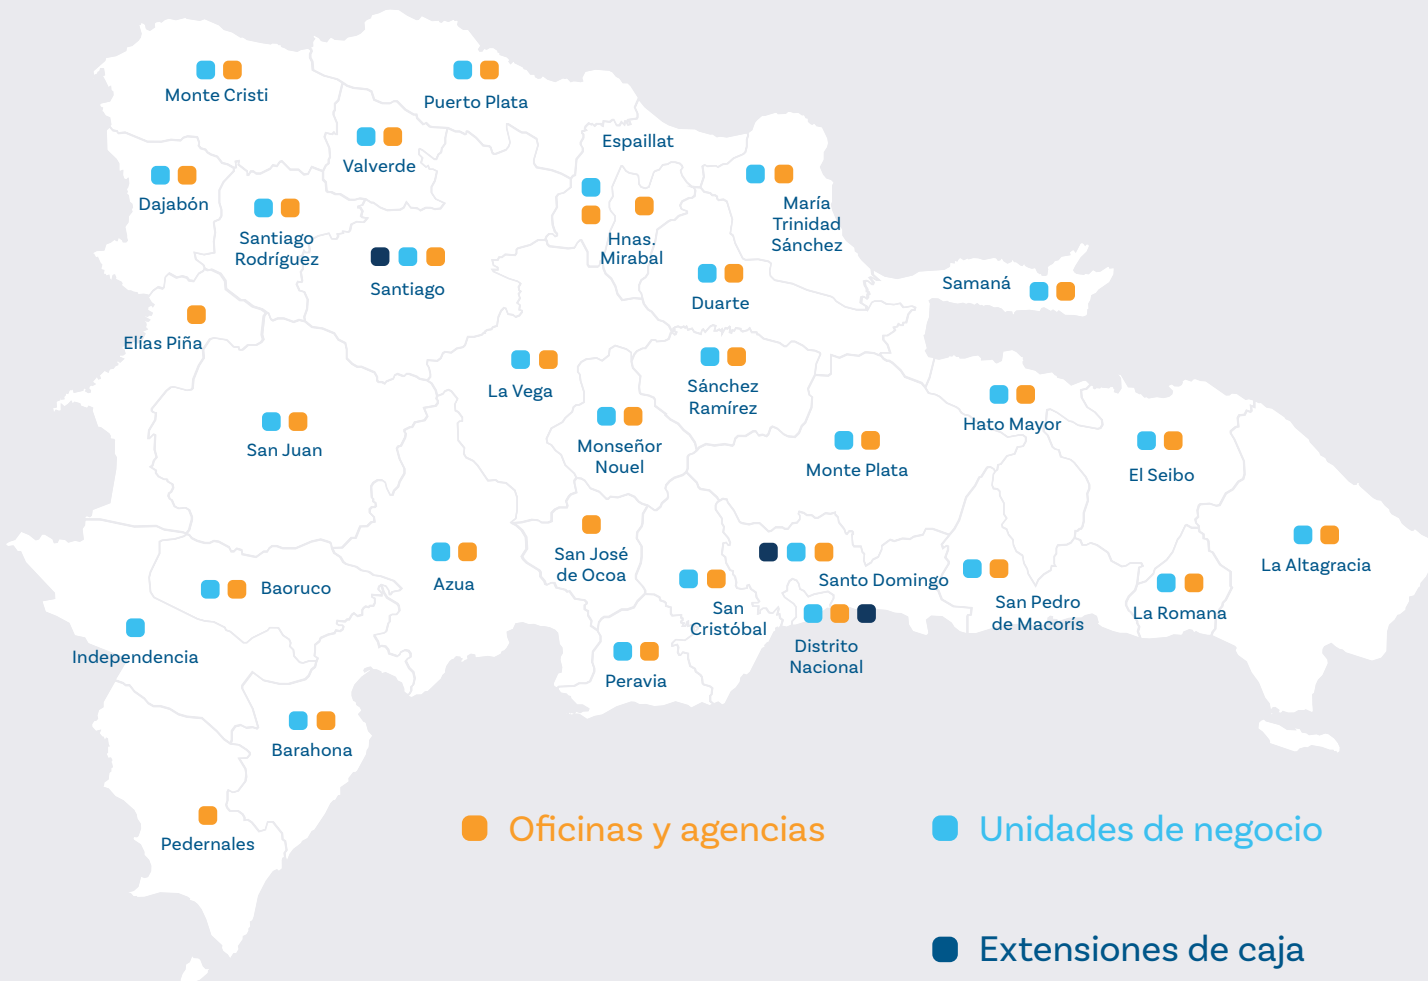 Monte Cristi
Puerto Plata
Espaillat
Valverde
Dajabón
María
Trinidad
Sánchez
Santiago
Rodríguez
Hnas.
Mirabal
Santiago
Duarte
Samaná
Elías Piña
La Vega
Sánchez
Ramírez
Hato Mayor
San Juan
Monseñor
Nouel
Monte Plata
El Seibo
San José
de Ocoa
La Altagracia
Azua
Baoruco
Santo Domingo
San
Cristóbal
San Pedro
de Macorís
La Romana
Independencia
Distrito
Nacional
Peravia
Barahona
Pedernales
Oficinas y agencias
Unidades de negocio
Extensiones de caja